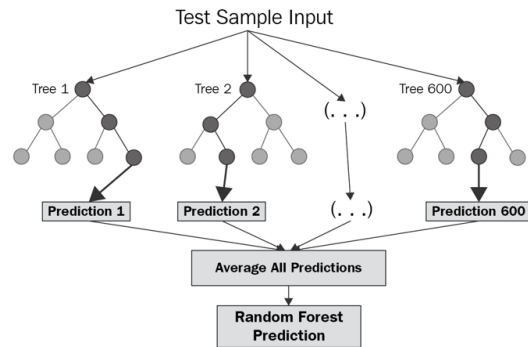 Test Sample Input
Tree 1
Tree 2
(. . .)
Tree 600
Prediction 1
Prediction 2
(. . .)
Prediction 600
Average All Predictions
Random Forest
Prediction